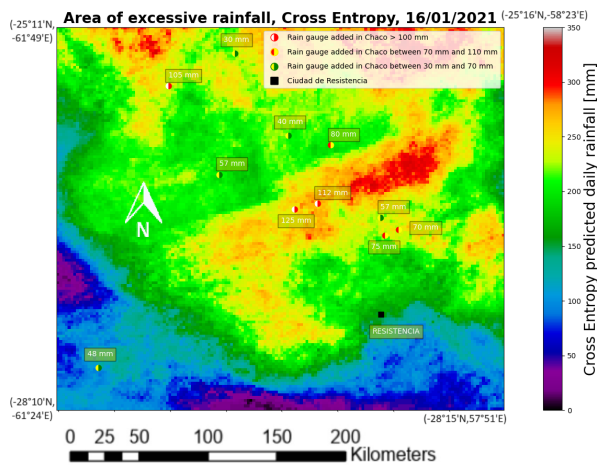 Area of excessive rainfall, Cross Entropy, 16/01/2021
(-25°11'N,
-61°49'
(-25°16'N,-58°23')
Rain gauge added in Chaco > 100 mm
Rain gauge added in Chaco between 70 mm and 110 mm
Rain gauge added in Chaco between 30 mm and 70 mm
Ciudad de Resistencia
30 mm
105 mm
40 mm
80 mm
57 mm
112 mm
125 mm
57 mm
70 mm
75 mm
N
RESISTENCIA
48 mm
350
300
250
200
150
100
50
0
Cross Entropy predicted daily rainfall [mm]
(-28°10'N,
-61°24'
(-28°15'N,57°51'E)
0 25 50 100 150 200
Kilometers